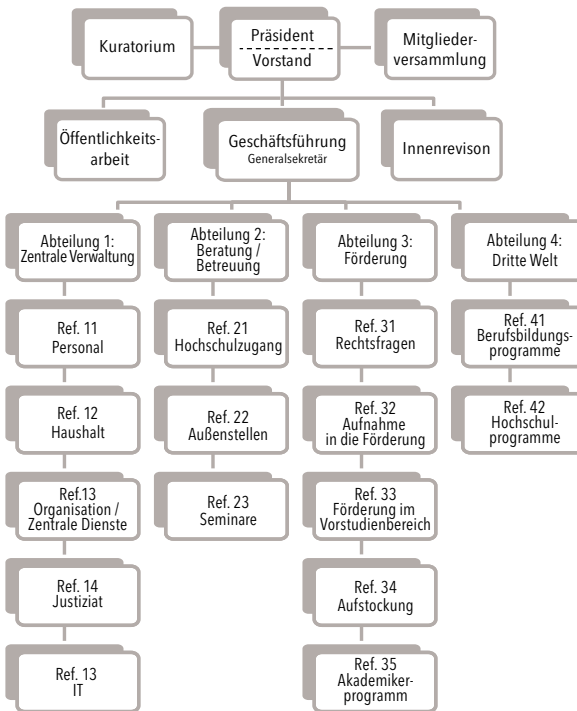 Kuratorium
Präsident
Vorstand
Mitglieder-
versammlung
Öffentlichkeits-
arbeit
Geschäftsführung
Generalsekretär
Innenrevison
Abteilung 1:
Zentrale Verwaltung
Abteilung 2:
Beratung /
Betreuung
Abteilung 3:
Förderung
Abteilung 4:
Dritte Welt
Ref. 11
Personal
Ref. 21
Hochschulzugang
Ref. 31
Rechtsfragen
Ref. 41
Berufsbildungs-
programme
Ref. 12
Haushalt
Ref. 22
Außenstellen
Ref. 32
Aufnahme
in die Förderung
Ref. 42
Hochschul-
programme
Ref.13
Organisation /
Zentrale Dienste
Ref. 23
Seminare
Ref. 33
Förderung im
Vorstudienbereich
Ref. 14
Justiziat
Ref. 34
Aufstockung
Ref. 13
IT
Ref. 35
Akademiker-
programm